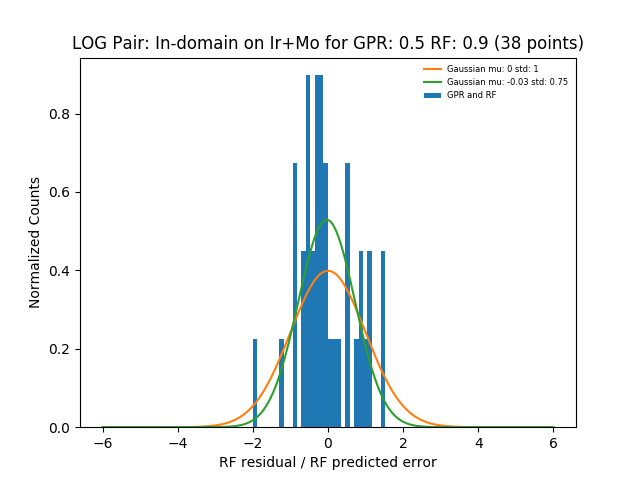 LOG Pair: In-domain on Ir+Mo for GPR: 0.5 RF: 0.9 (38 points)
Gaussian mu: 0 std: 1
Gaussian mu: -0.03 std: 0.75
GPR and RF
Normalized Counts
0.8
0.6
0.4
0.2
0.0
−6
−4
−2
0
2
4
6
RF residual / RF predicted error